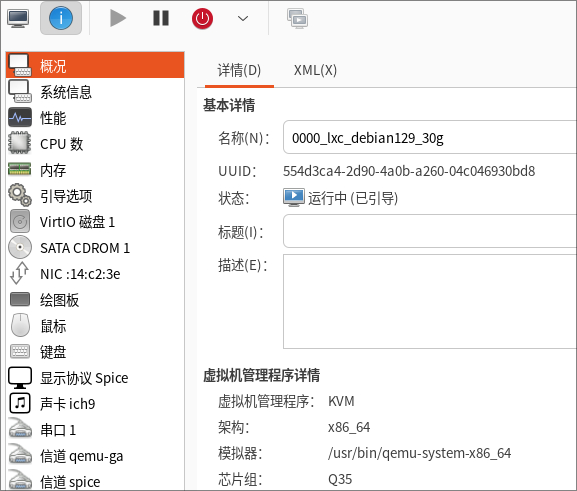 概况
系统信息
性能
CPU 数
内存
引导选项
VirtIO 磁盘 1
SATA CDROM 1
NIC :14:c2:3e
绘图板
鼠标
键盘
显示协议 Spice
声卡 ich9
串口 1
信道 qemu-ga
信道 spice
详情(D) XML(X)
基本详情
名称(N)： 0000_lxc_debian129_30g
UUID： 554d3ca4-2d90-4a0b-a260-04c046930bd8
状态： 运行中 (已引导)
标题(I)：
描述(E)：
虚拟机管理程序详情
虚拟机管理程序： KVM
架构： x86_64
模拟器： /usr/bin/qemu-system-x86_64
芯片组： Q35